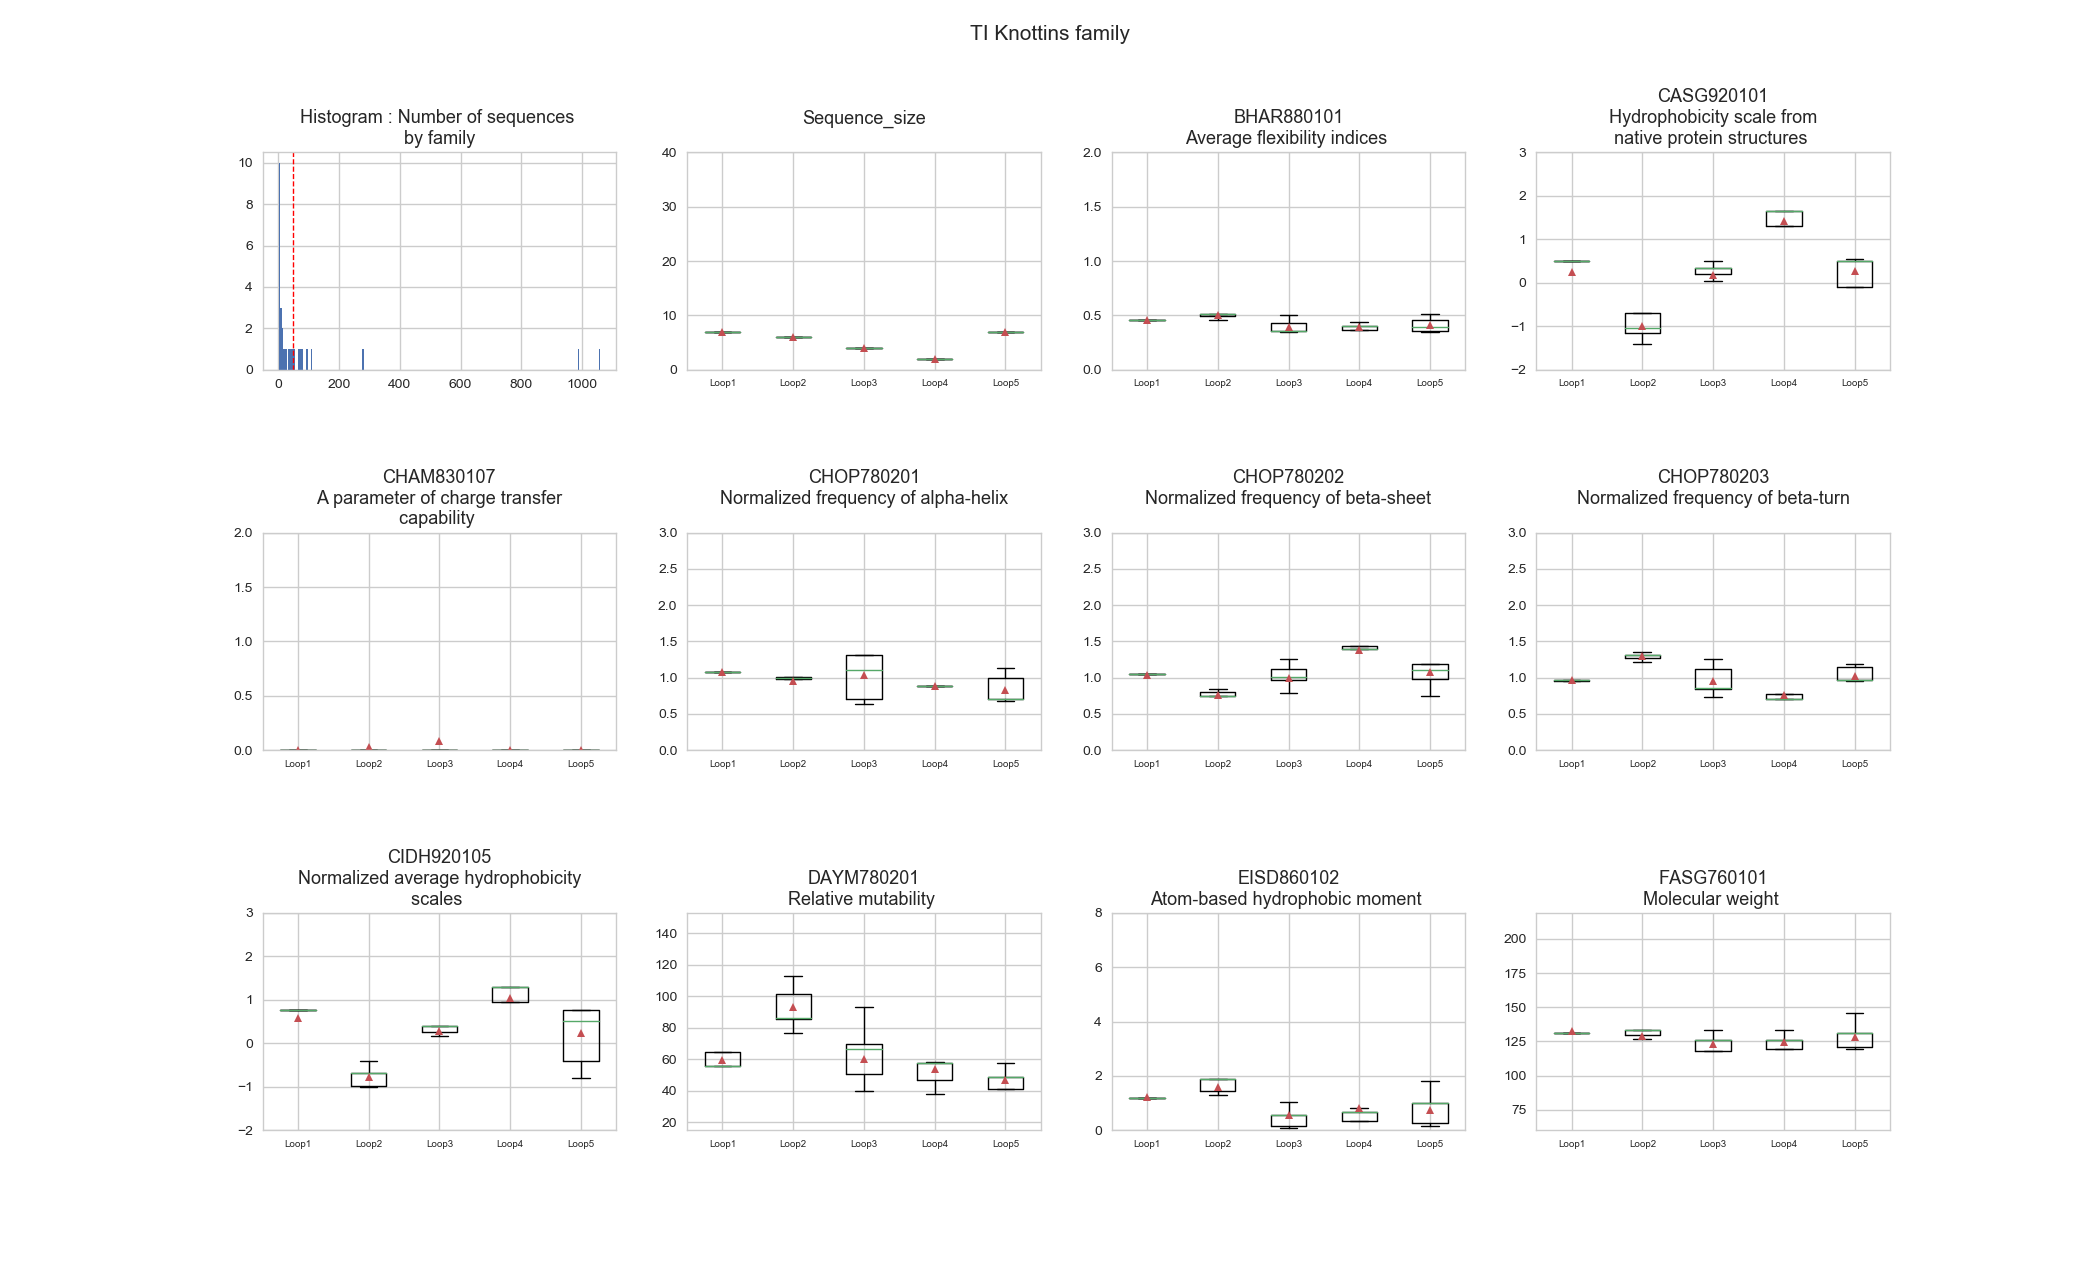 TI Knottins family
Histogram : Number of sequences
by family
10
8
6
4
2
0
0 200 400 600 800 1000
Sequence_size
40
30
20
10
0
Loop1 Loop2 Loop3 Loop4 Loop5
BHAR880101
Average flexibility indices
2.0
1.5
1.0
0.5
0.0
Loop1 Loop2 Loop3 Loop4 Loop5
CASG920101
Hydrophobicity scale from
native protein structures
3
2
1
0
−1
−2
Loop1 Loop2 Loop3 Loop4 Loop5
CHAM830107
A parameter of charge transfer
capability
2.0
1.5
1.0
0.5
0.0
Loop1 Loop2 Loop3 Loop4 Loop5
CHOP780201
Normalized frequency of alpha-helix
3.0
2.5
2.0
1.5
1.0
0.5
0.0
Loop1 Loop2 Loop3 Loop4 Loop5
CHOP780202
Normalized frequency of beta-sheet
3.0
2.5
2.0
1.5
1.0
0.5
0.0
Loop1 Loop2 Loop3 Loop4 Loop5
CHOP780203
Normalized frequency of beta-turn
3.0
2.5
2.0
1.5
1.0
0.5
0.0
Loop1 Loop2 Loop3 Loop4 Loop5
CIDH920105
Normalized average hydrophobicity
scales
3
2
1
0
−1
−2
Loop1 Loop2 Loop3 Loop4 Loop5
DAYM780201
Relative mutability
140
120
100
80
60
40
20
Loop1 Loop2 Loop3 Loop4 Loop5
EISD860102
Atom-based hydrophobic moment
8
6
4
2
0
Loop1 Loop2 Loop3 Loop4 Loop5
FASG760101
Molecular weight
200
175
150
125
100
75
Loop1 Loop2 Loop3 Loop4 Loop5